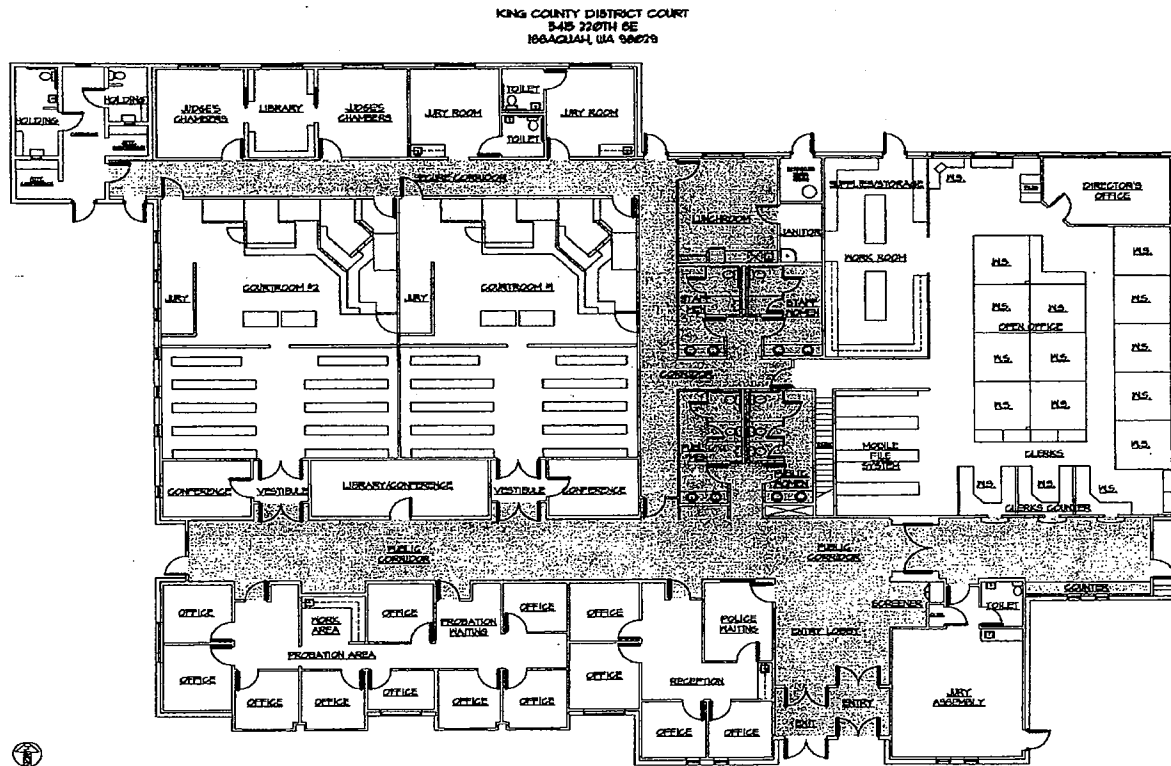 KING COUNTY DISTRICT COURT
5415 220TH SE
ISSAQUAH, WA 98029
HOLDING
HOLDING
JUDGE'S
CHAMBERS
LIBRARY
JUDGE'S
CHAMBERS
JURY ROOM
TOILET
TOILET
JURY ROOM
SECURE CORRIDOR
LUNCHROOM
JANITOR
SUPPLIES/STORAGE
W.S.
DIRECTOR'S
OFFICE
WORK ROOM
JURY
COURTROOM #2
JURY
COURTROOM #1
STAFF
MEN
STAFF
WOMEN
W.S.
W.S.
W.S.
W.S.
OPEN OFFICE
W.S.
W.S.
W.S.
W.S.
W.S.
W.S.
W.S.
W.S.
W.S.
CLERKS
CORRIDOR
PUBLIC
MEN
PUBLIC
WOMEN
MOBILE
FILE
SYSTEM
W.S.
W.S.
W.S.
CLERKS COUNTER
CONFERENCE
VESTIBULE
LIBRARY/CONFERENCE
VESTIBULE
CONFERENCE
PUBLIC
CORRIDOR
PUBLIC
CORRIDOR
COUNTER
OFFICE
WORK
AREA
OFFICE
PROBATION
WAITING
OFFICE
OFFICE
POLICE
WAITING
SCREENER
TOILET
ENTRY LOBBY
PROBATION AREA
OFFICE
OFFICE
OFFICE
OFFICE
OFFICE
OFFICE
OFFICE
RECEPTION
OFFICE
OFFICE
EXIT
ENTRY
JURY
ASSEMBLY
N